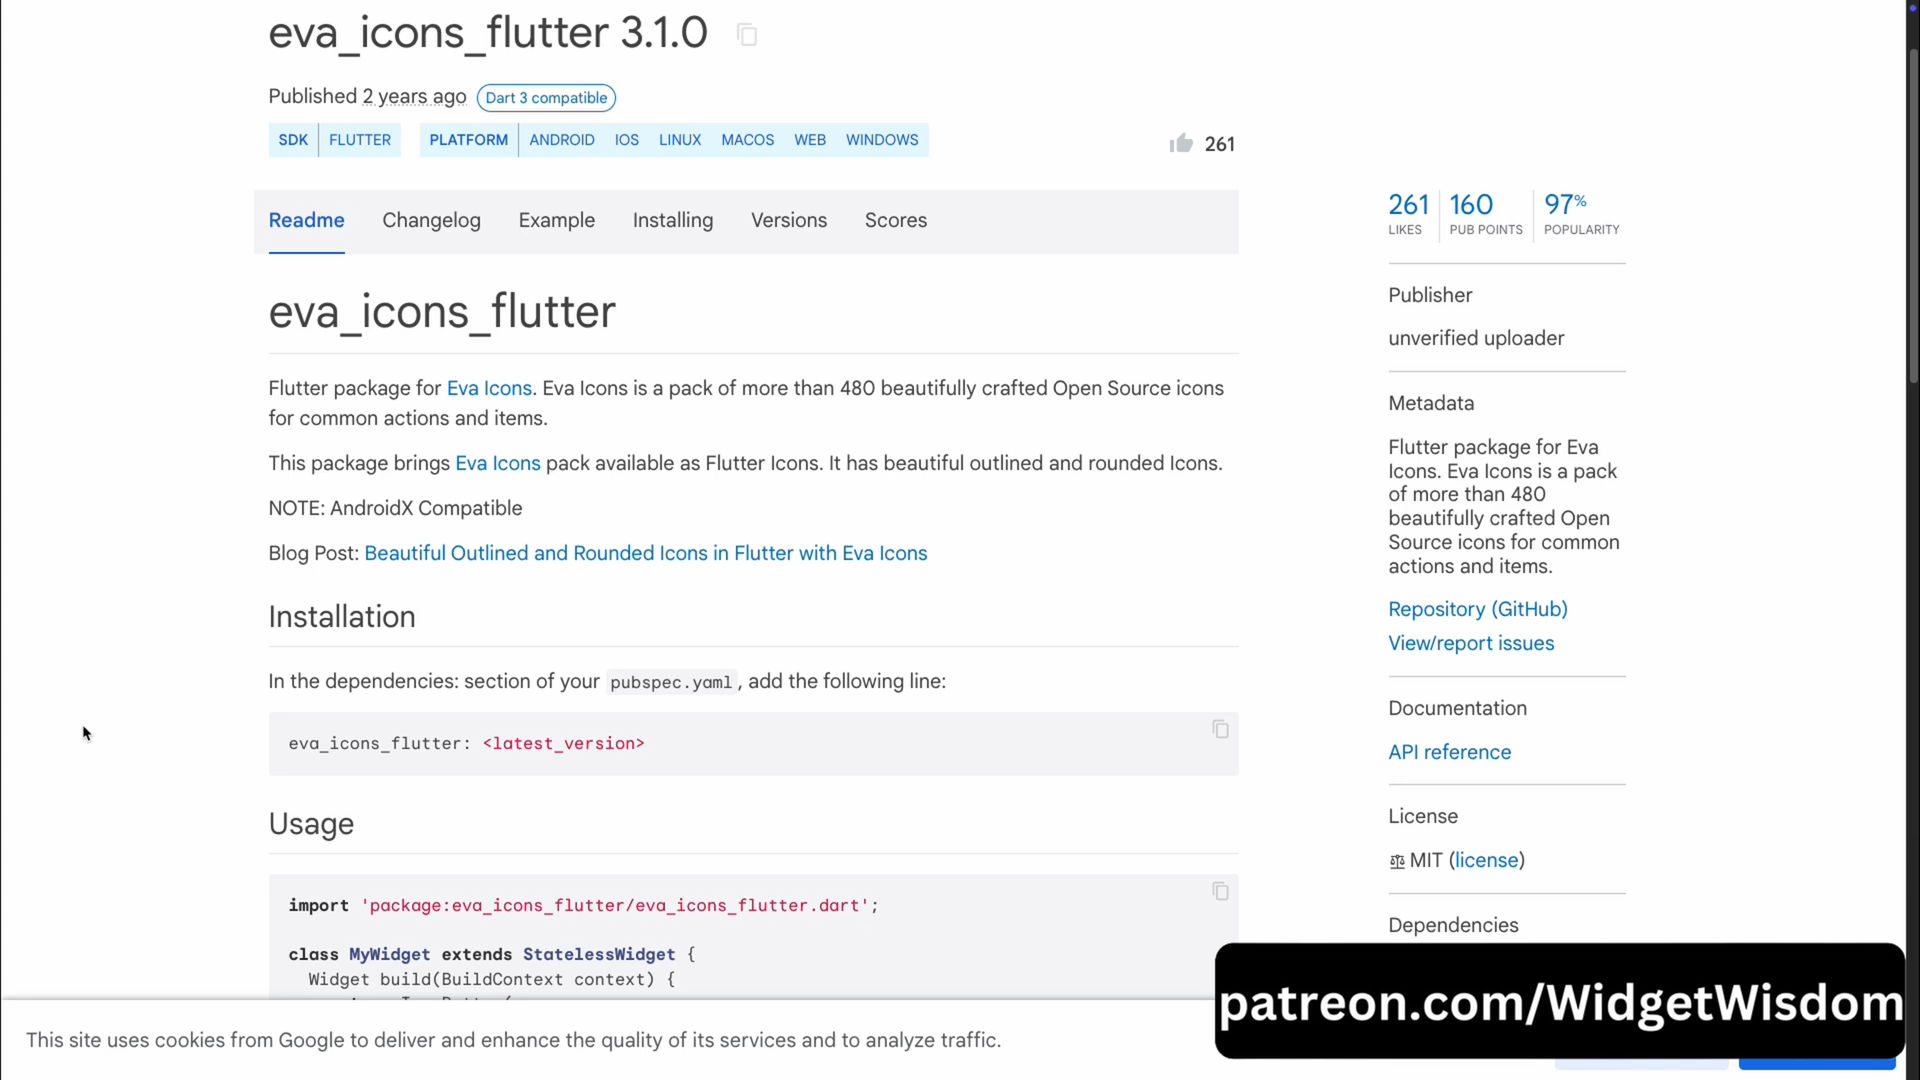 eva_icons_flutter 3.1.0
Published 2 years ago Dart 3 compatible
SDK FLUTTER PLATFORM ANDROID IOS LINUX MACOS WEB WINDOWS 261
Readme Changelog Example Installing Versions Scores
eva_icons_flutter
Flutter package for Eva Icons. Eva Icons is a pack of more than 480 beautifully crafted Open Source icons
for common actions and items.
This package brings Eva Icons pack available as Flutter Icons. It has beautiful outlined and rounded Icons.
NOTE: AndroidX Compatible
Blog Post: Beautiful Outlined and Rounded Icons in Flutter with Eva Icons
Installation
In the dependencies: section of your pubspec.yaml, add the following line:
eva_icons_flutter: <latest_version>
Usage
import 'package:eva_icons_flutter/eva_icons_flutter.dart';
class MyWidget extends StatelessWidget {
Widget build(BuildContext context) {
261 160 97%
LIKES PUB POINTS POPULARITY
Publisher
unverified uploader
Metadata
Flutter package for Eva
Icons. Eva Icons is a pack
of more than 480
beautifully crafted Open
Source icons for common
actions and items.
Repository (GitHub)
View/report issues
Documentation
API reference
License
MIT (license)
Dependencies
patreon.com/WidgetWisdom
This site uses cookies from Google to deliver and enhance the quality of its services and to analyze traffic.